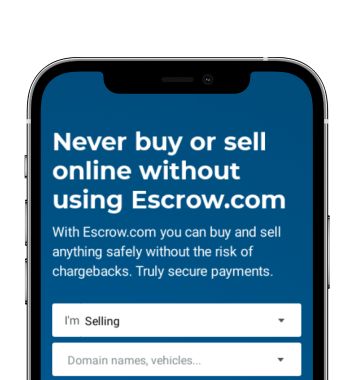 Never buy or sell
online without
using Escrow.com
With Escrow.com you can buy and sell
anything safely without the risk of
chargebacks. Truly secure payments.
I'm Selling
Domain names, vehicles...